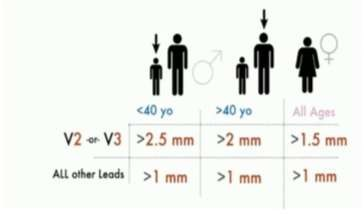 <40 yo >40 yo All Ages
V2 -or- V3 >2.5 mm >2 mm >1.5 mm
ALL other Leads >1 mm >1 mm >1 mm